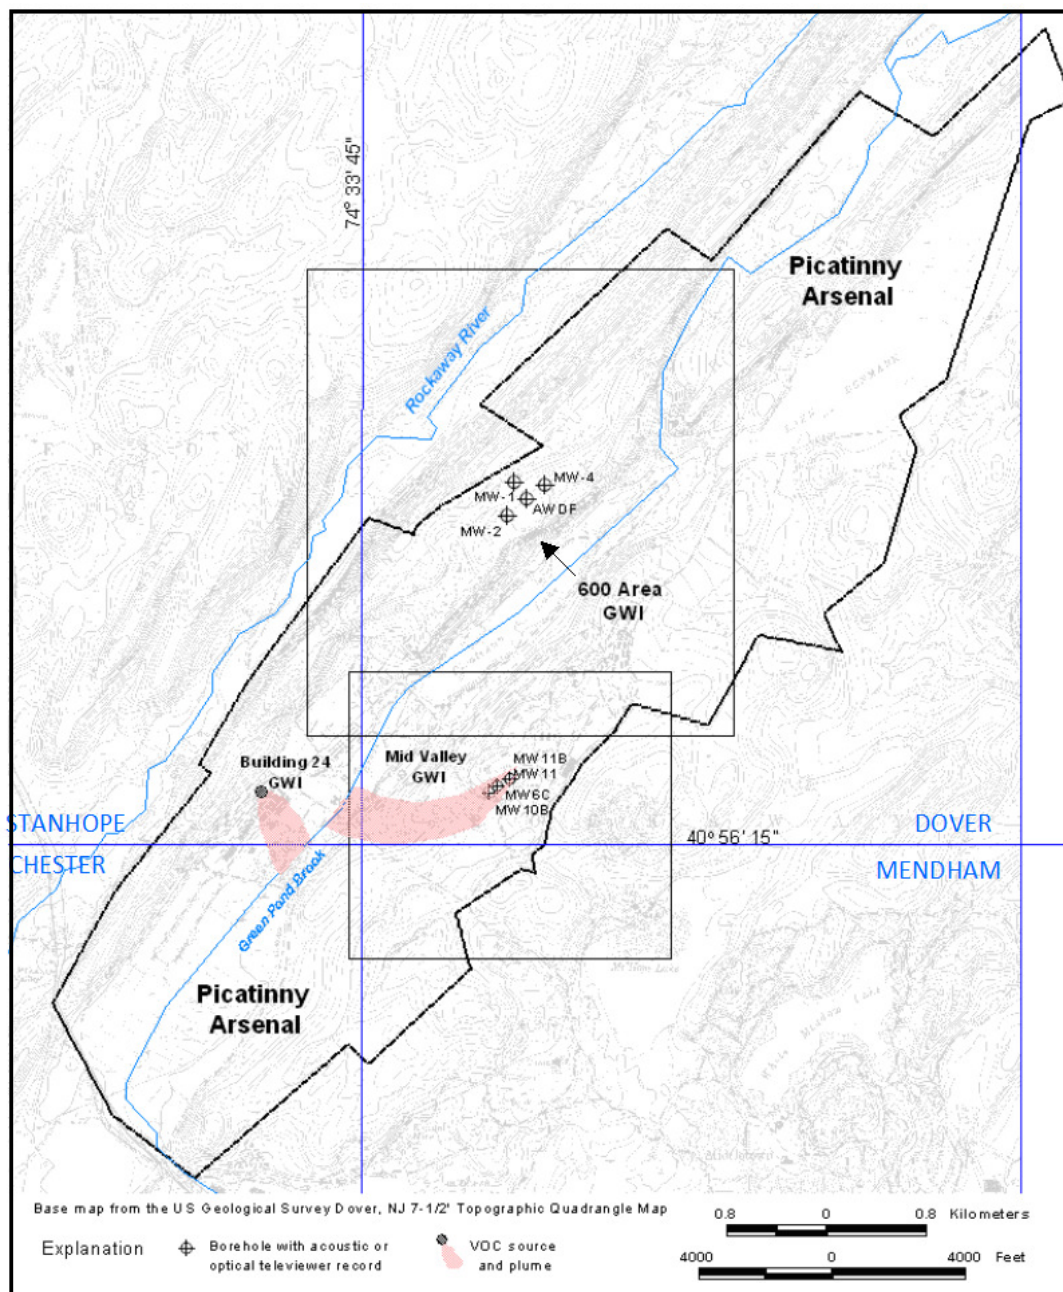 74° 33' 45"
Picatinny
Arsenal
Rockaway River
MW-4
MW-1
AWDF
MW-2
600 Area
GWI
Building 24
GWI
Mid Valley
GWI
MW11B
MW11
MW6C
MW10B
STANHOPE
CHESTER
40° 56' 15"
DOVER
MENDHAM
Green Pond Brook
Picatinny
Arsenal
Base map from the US Geological Survey Dover, NJ 7-1/2' Topographic Quadrangle Map
Explanation
Borehole with acoustic or
optical televiewer record
VOC source
and plume
0.8 0 0.8 Kilometers
4000 0 4000 Feet